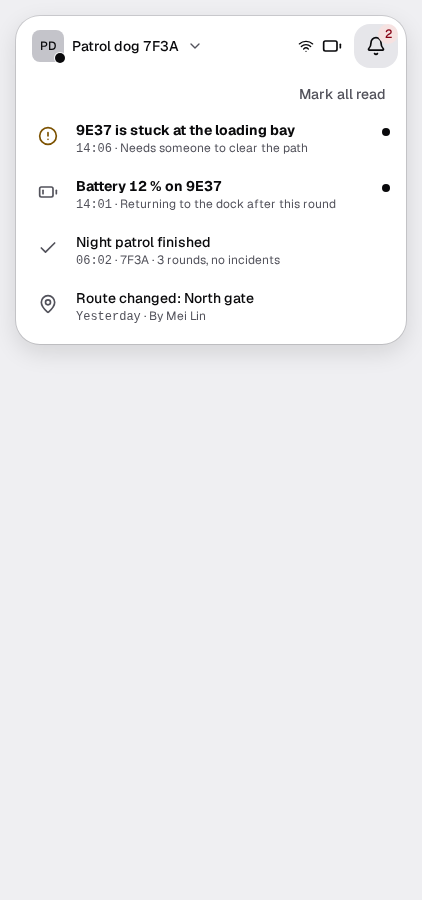 PD
Patrol dog 7F3A
2
Mark all read
9E37 is stuck at the loading bay
14:06 · Needs someone to clear the path
Battery 12 % on 9E37
14:01 · Returning to the dock after this round
Night patrol finished
06:02 · 7F3A · 3 rounds, no incidents
Route changed: North gate
Yesterday · By Mei Lin